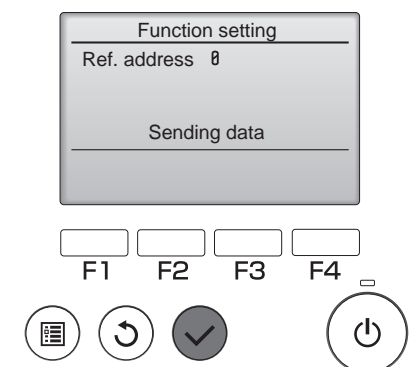 Function setting
Ref. address 0
Sending data
F1 F2 F3 F4